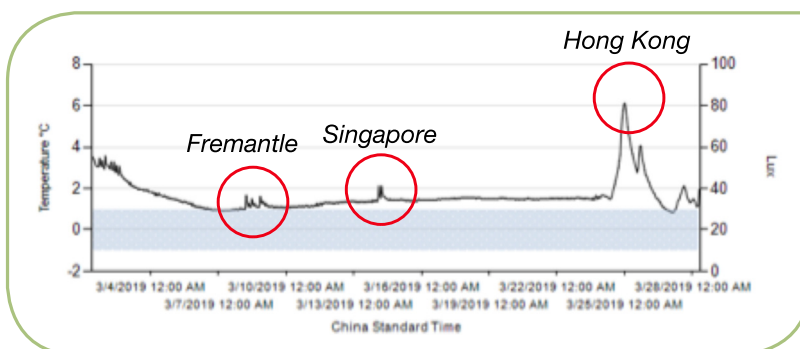 Hong Kong
Fremantle
Singapore
8
6
4
2
0
-2
Temperature °C
100
80
60
40
20
0
Lux
3/4/2019 12:00 AM
3/10/2019 12:00 AM
3/16/2019 12:00 AM
3/22/2019 12:00 AM
3/28/2019 12:00 AM
3/7/2019 12:00 AM
3/13/2019 12:00 AM
3/19/2019 12:00 AM
3/25/2019 12:00 AM
China Standard Time